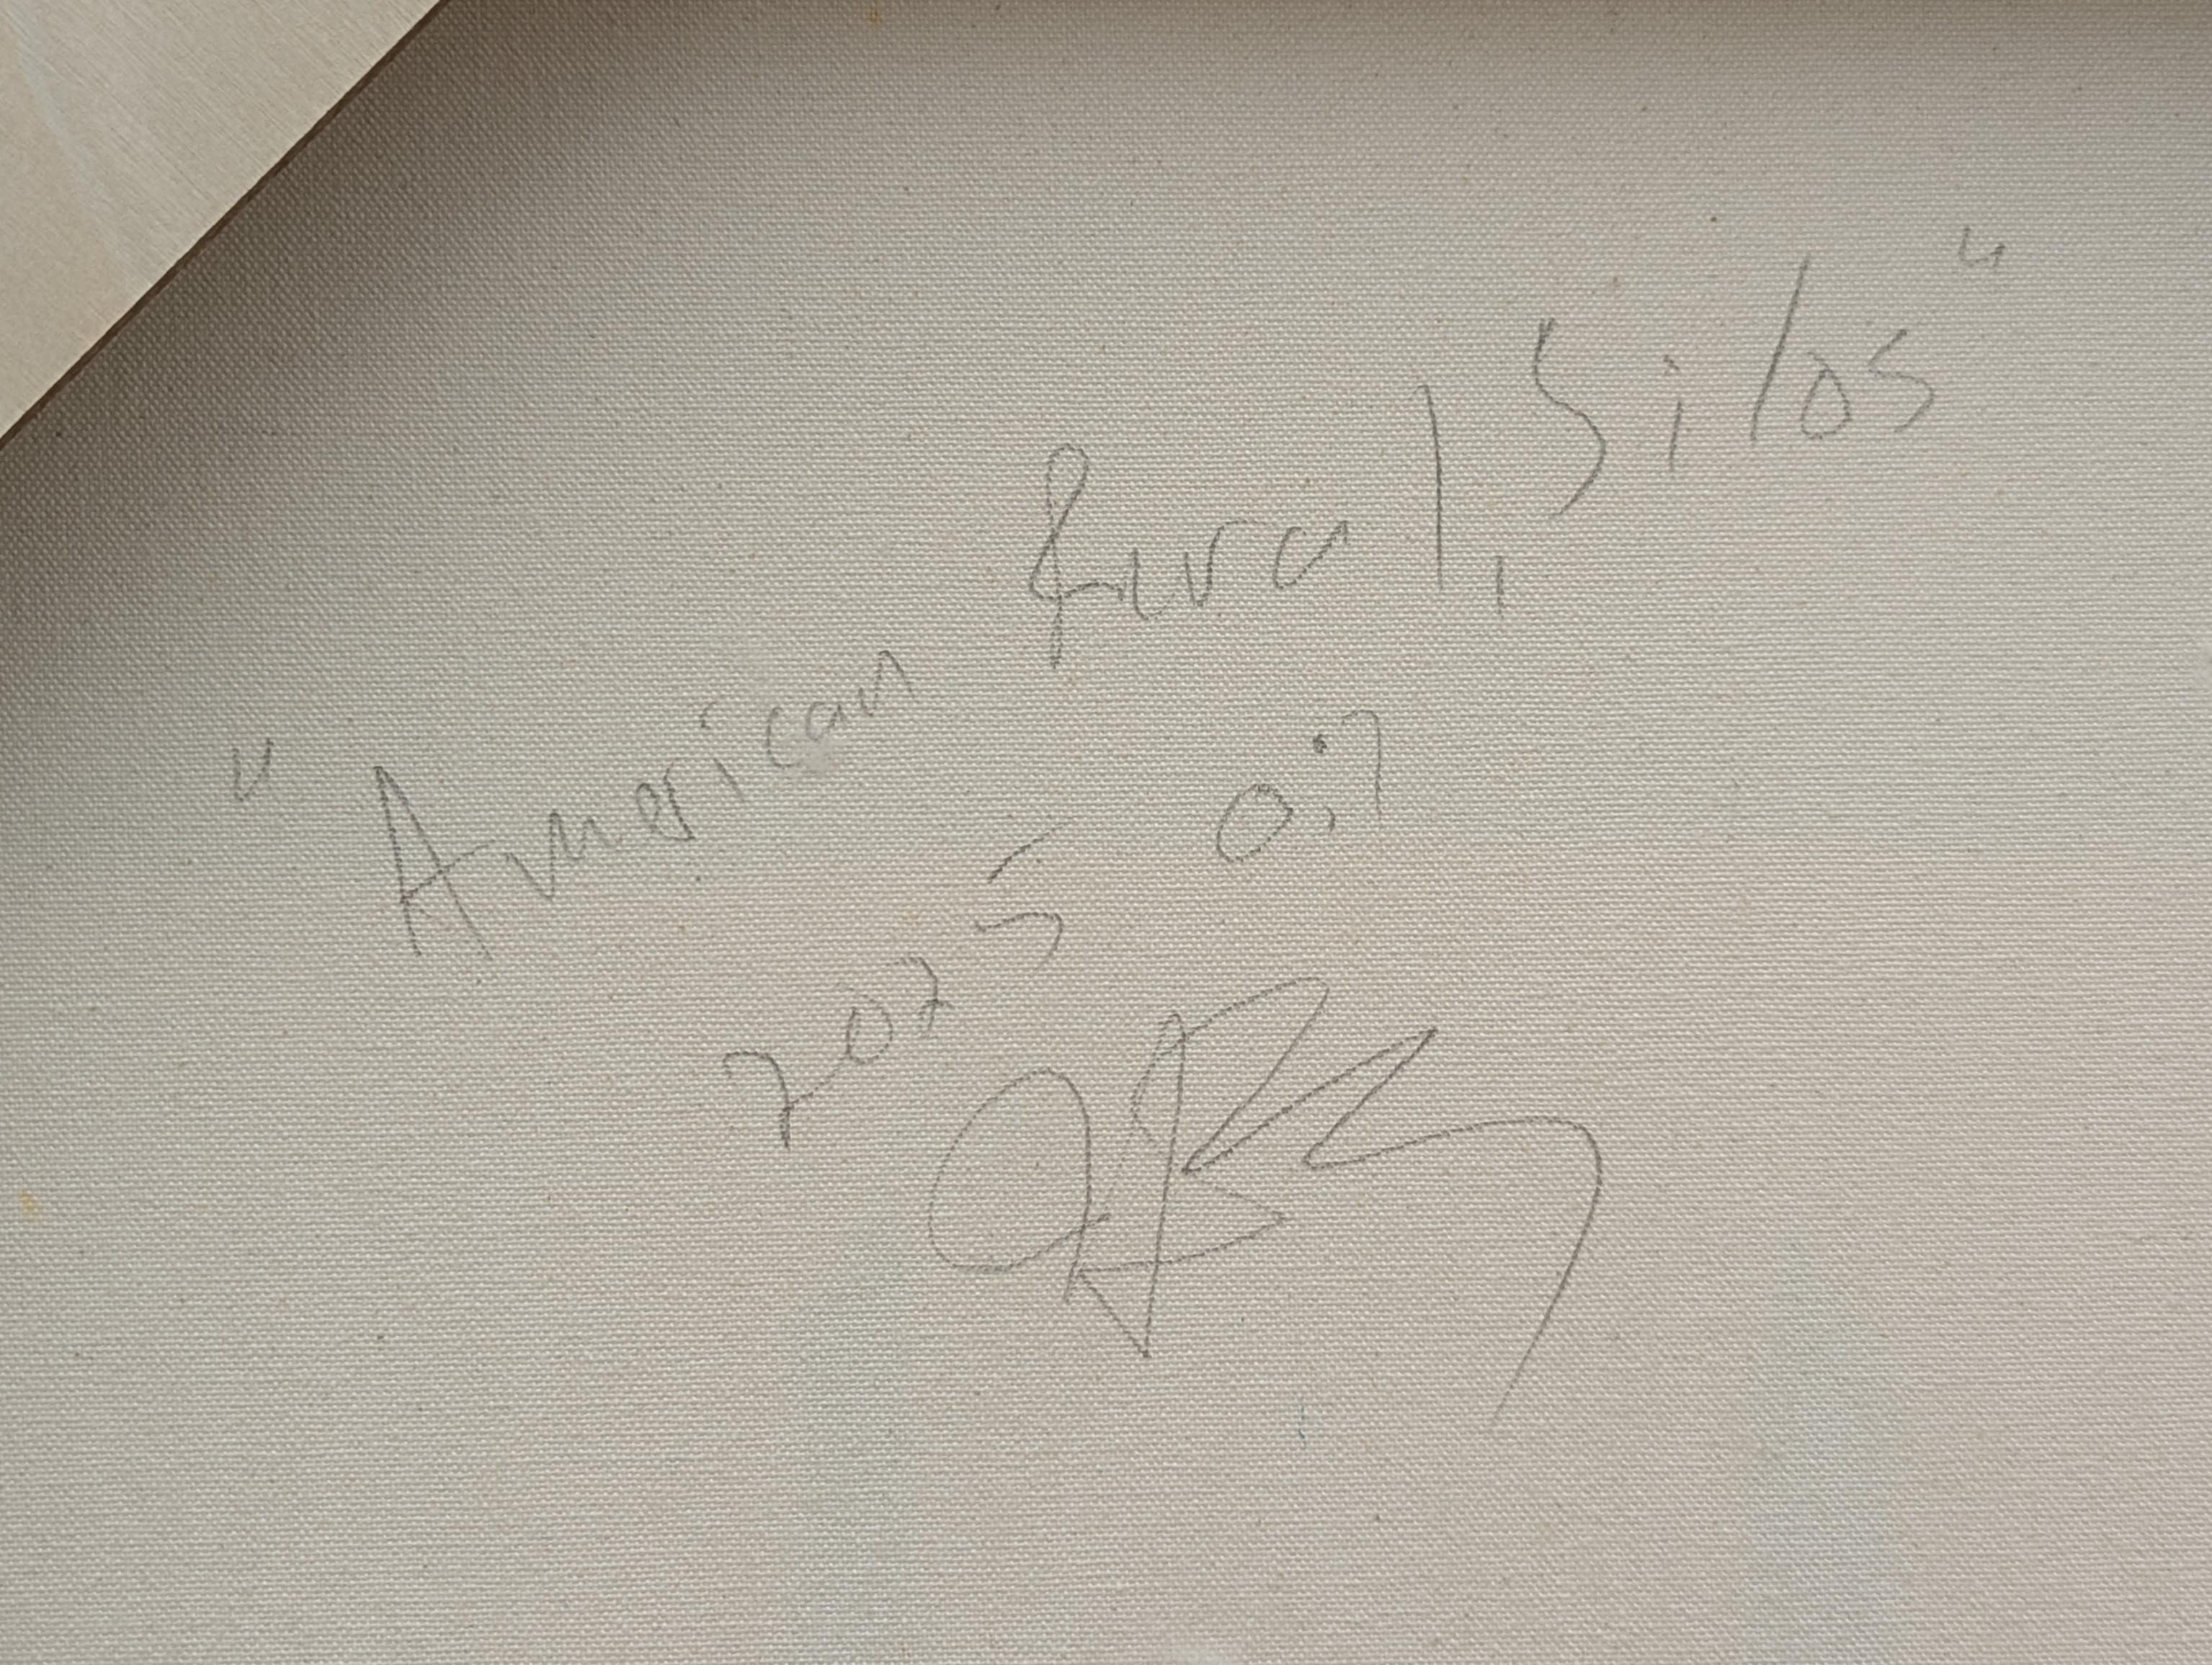 "American Rural, Silos"
2025 Oil